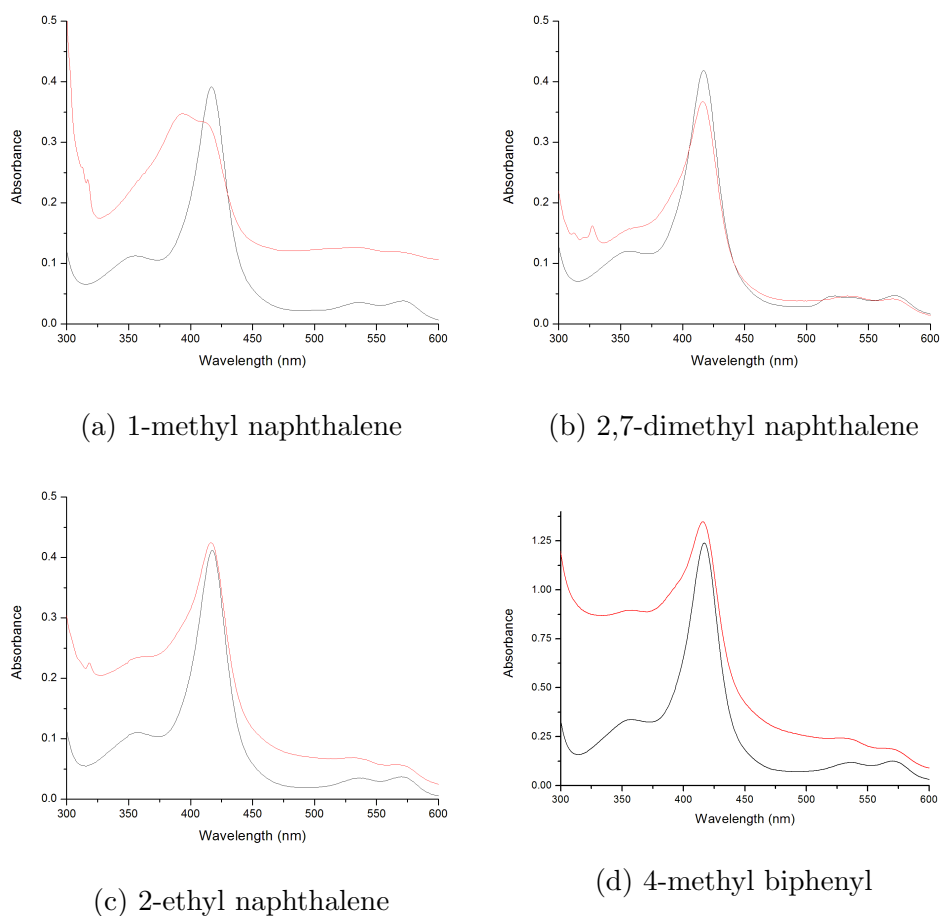 0.5
0.4
0.3
0.2
0.1
0.0
Absorbance
300 350 400 450 500 550 600
Wavelength (nm)
(a) 1-methyl naphthalene
0.5
0.4
0.3
0.2
0.1
0.0
Absorbance
300 350 400 450 500 550 600
Wavelength (nm)
(b) 2,7-dimethyl naphthalene
0.5
0.4
0.3
0.2
0.1
0.0
Absorbance
300 350 400 450 500 550 600
Wavelength (nm)
(c) 2-ethyl naphthalene
1.25
1.00
0.75
0.50
0.25
0.00
Absorbance
300 350 400 450 500 550 600
Wavelength (nm)
(d) 4-methyl biphenyl